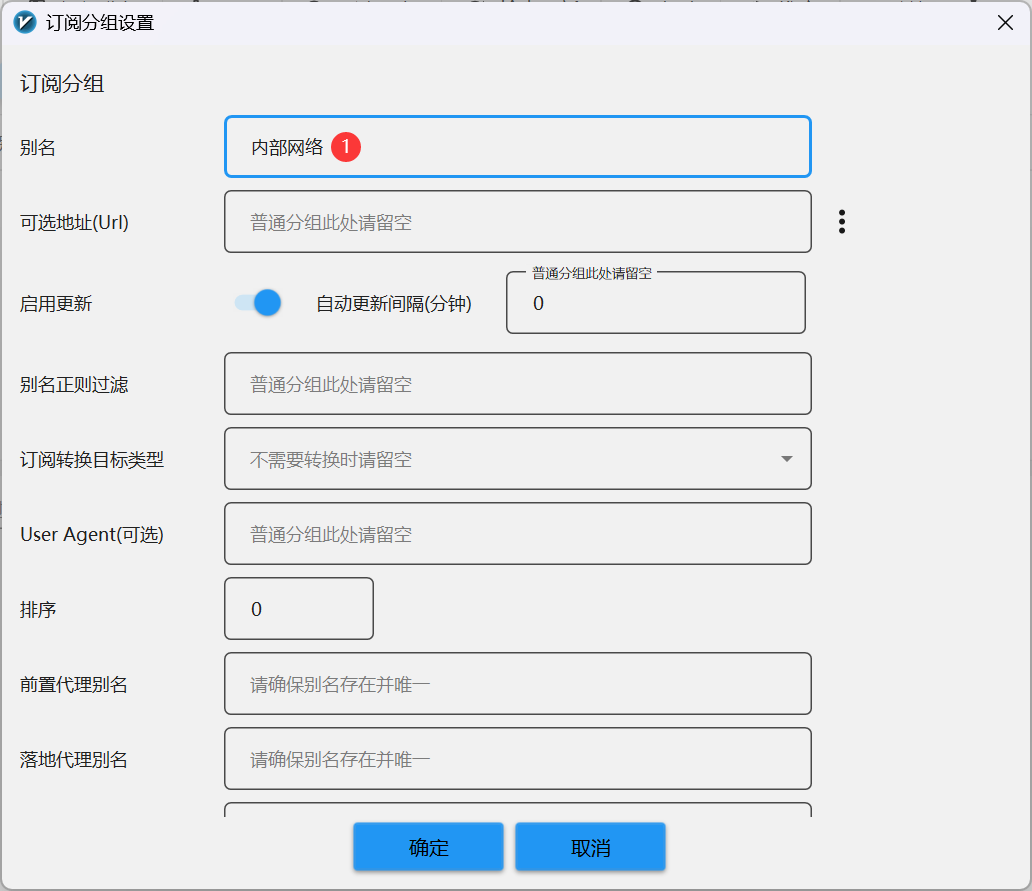 订阅分组设置
订阅分组
别名
内部网络 1
可选地址(Url)
普通分组此处请留空
启用更新
自动更新间隔(分钟)
普通分组此处请留空
0
别名正则过滤
普通分组此处请留空
订阅转换目标类型
不需要转换时请留空
User Agent(可选)
普通分组此处请留空
排序
0
前置代理别名
请确保别名存在并唯一
落地代理别名
请确保别名存在并唯一
确定
取消